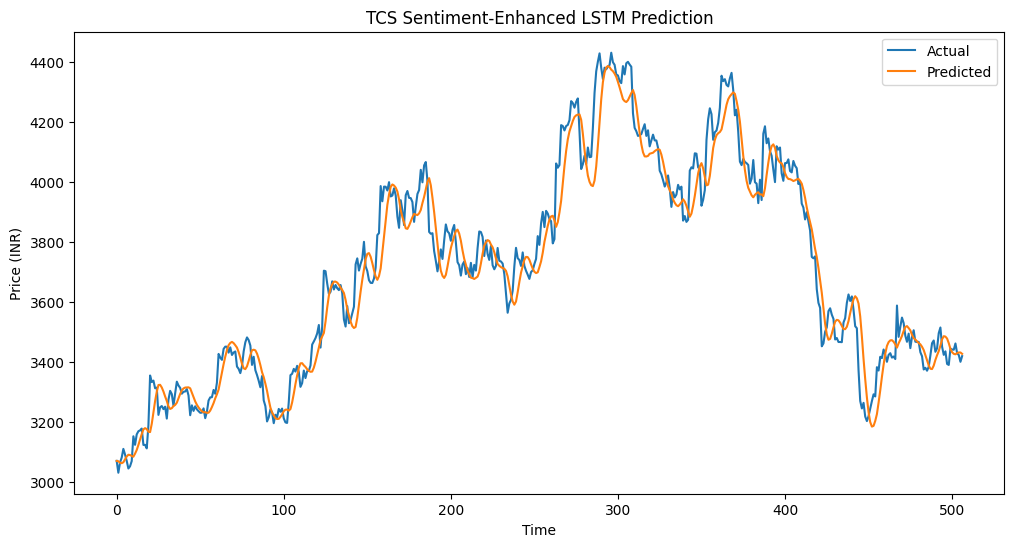 TCS Sentiment-Enhanced LSTM Prediction
Actual
Predicted
Price (INR)
4400
4200
4000
3800
3600
3400
3200
3000
0 100 200 300 400 500
Time